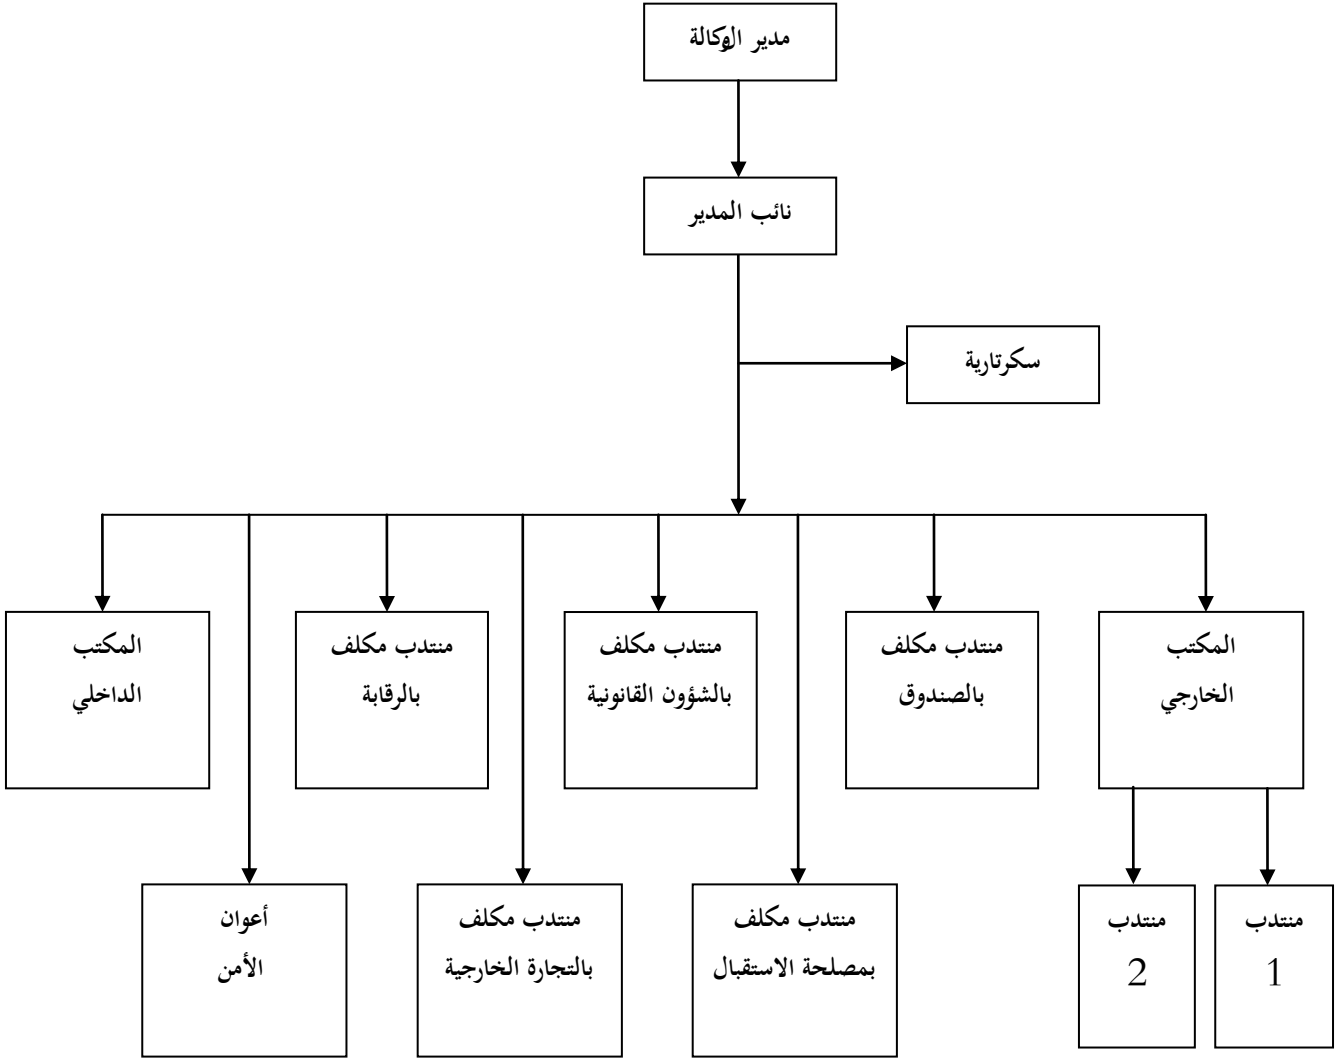 مدير الوكالة
نائب المدير
سكرتارية
المكتب
الخارجي
منتدب مكلف
بالصندوق
منتدب مكلف
بالشؤون القانونية
منتدب مكلف
بالرقابة
المكتب
الداخلي
منتدب
1
منتدب
2
منتدب مكلف
بمصلحة الاستقبال
منتدب مكلف
بالتجارة الخارجية
أعوان
الأمن